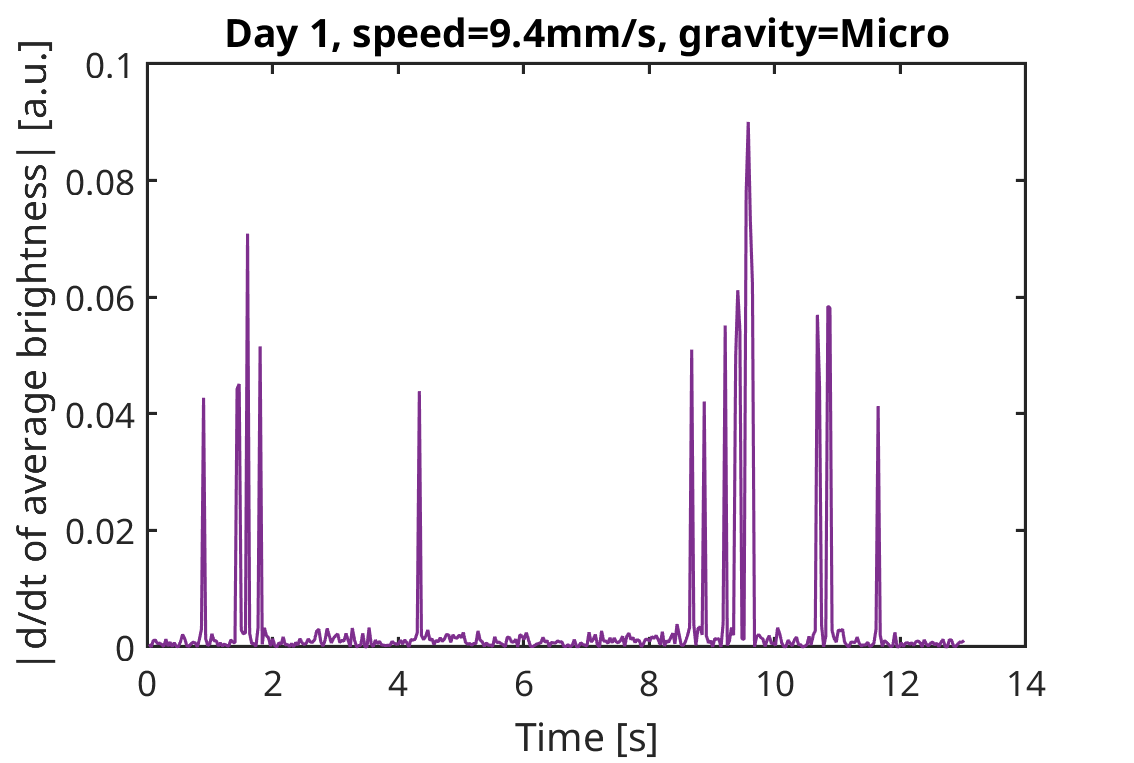 Day 1, speed=9.4mm/s, gravity=Micro
|d/dt of average brightness| [a.u.]
0.1
0.08
0.06
0.04
0.02
0
0 2 4 6 8 10 12 14
Time [s]